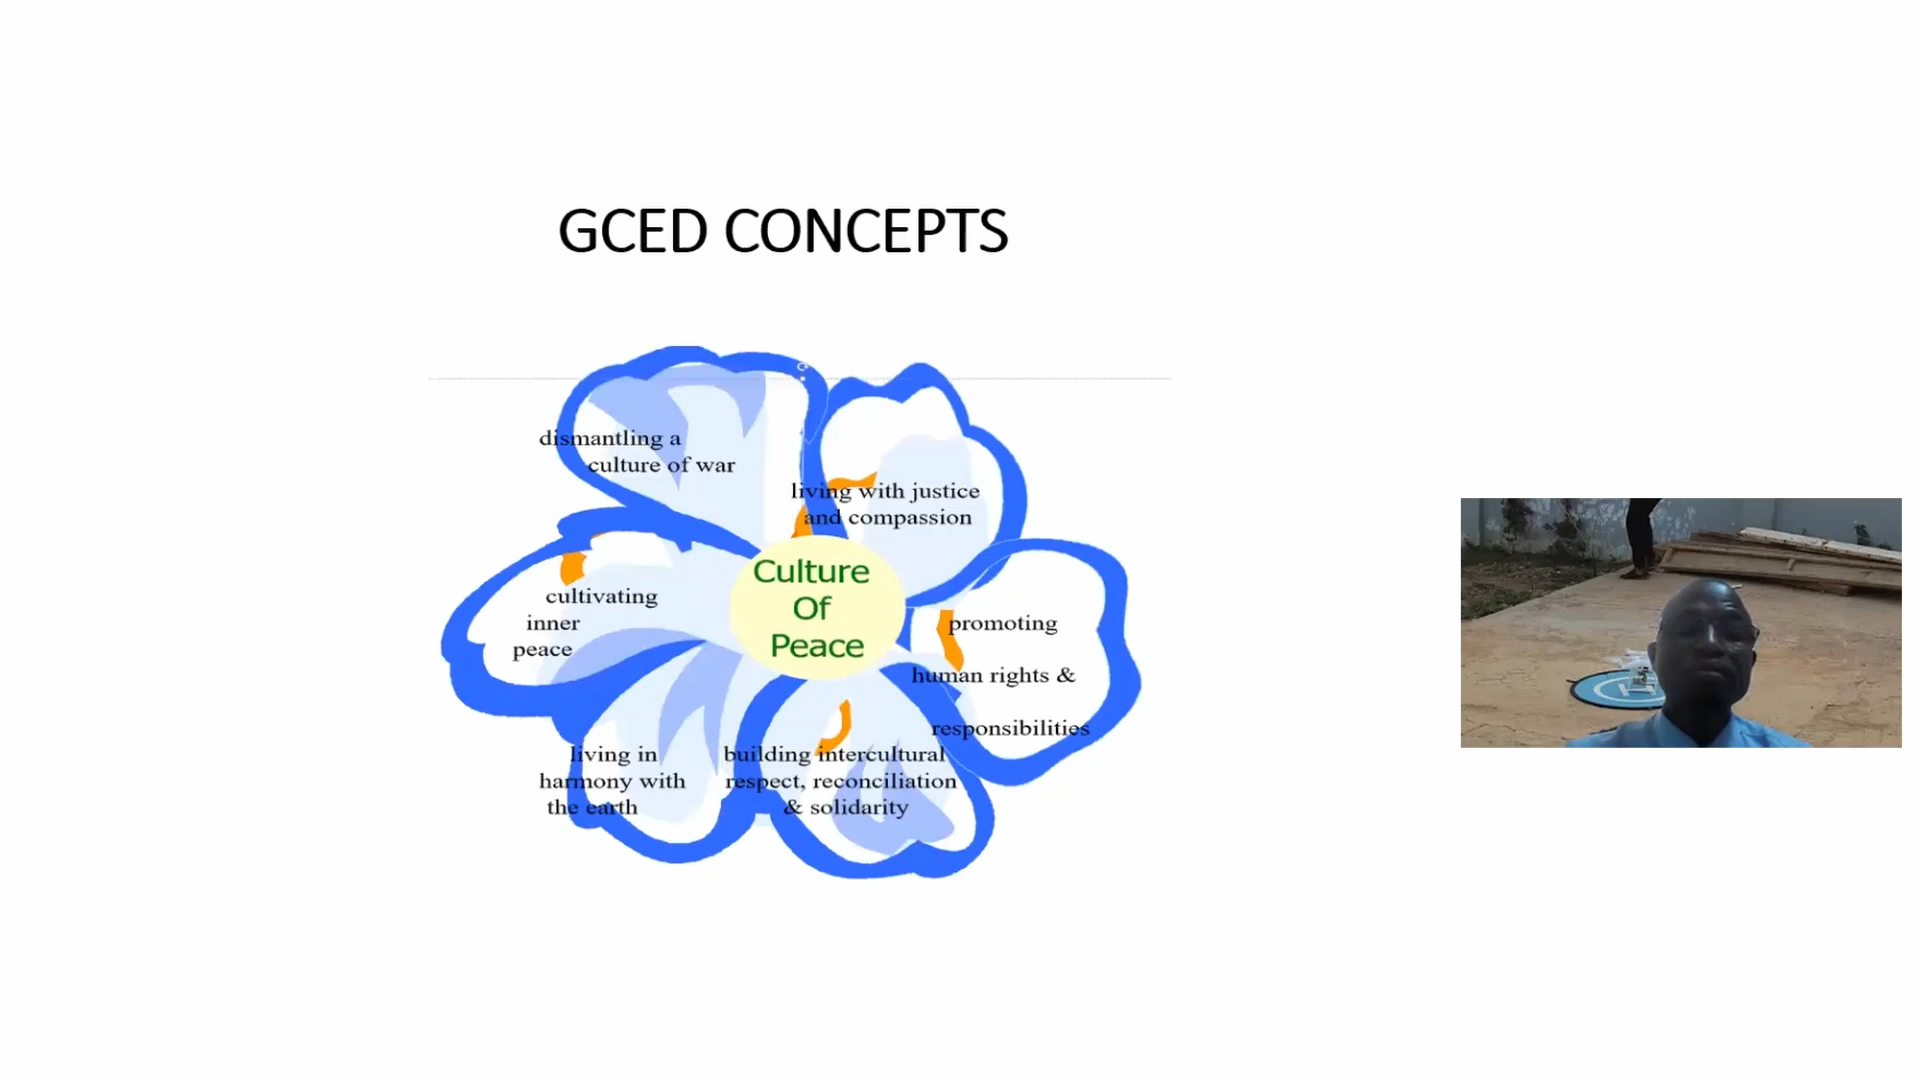 GCED CONCEPTS
dismantling a
culture of war
living with justice
and compassion
Culture
Of
Peace
cultivating
inner
peace
promoting
human rights &
responsibilities
living in
harmony with
the earth
building intercultural
respect, reconciliation
& solidarity
H